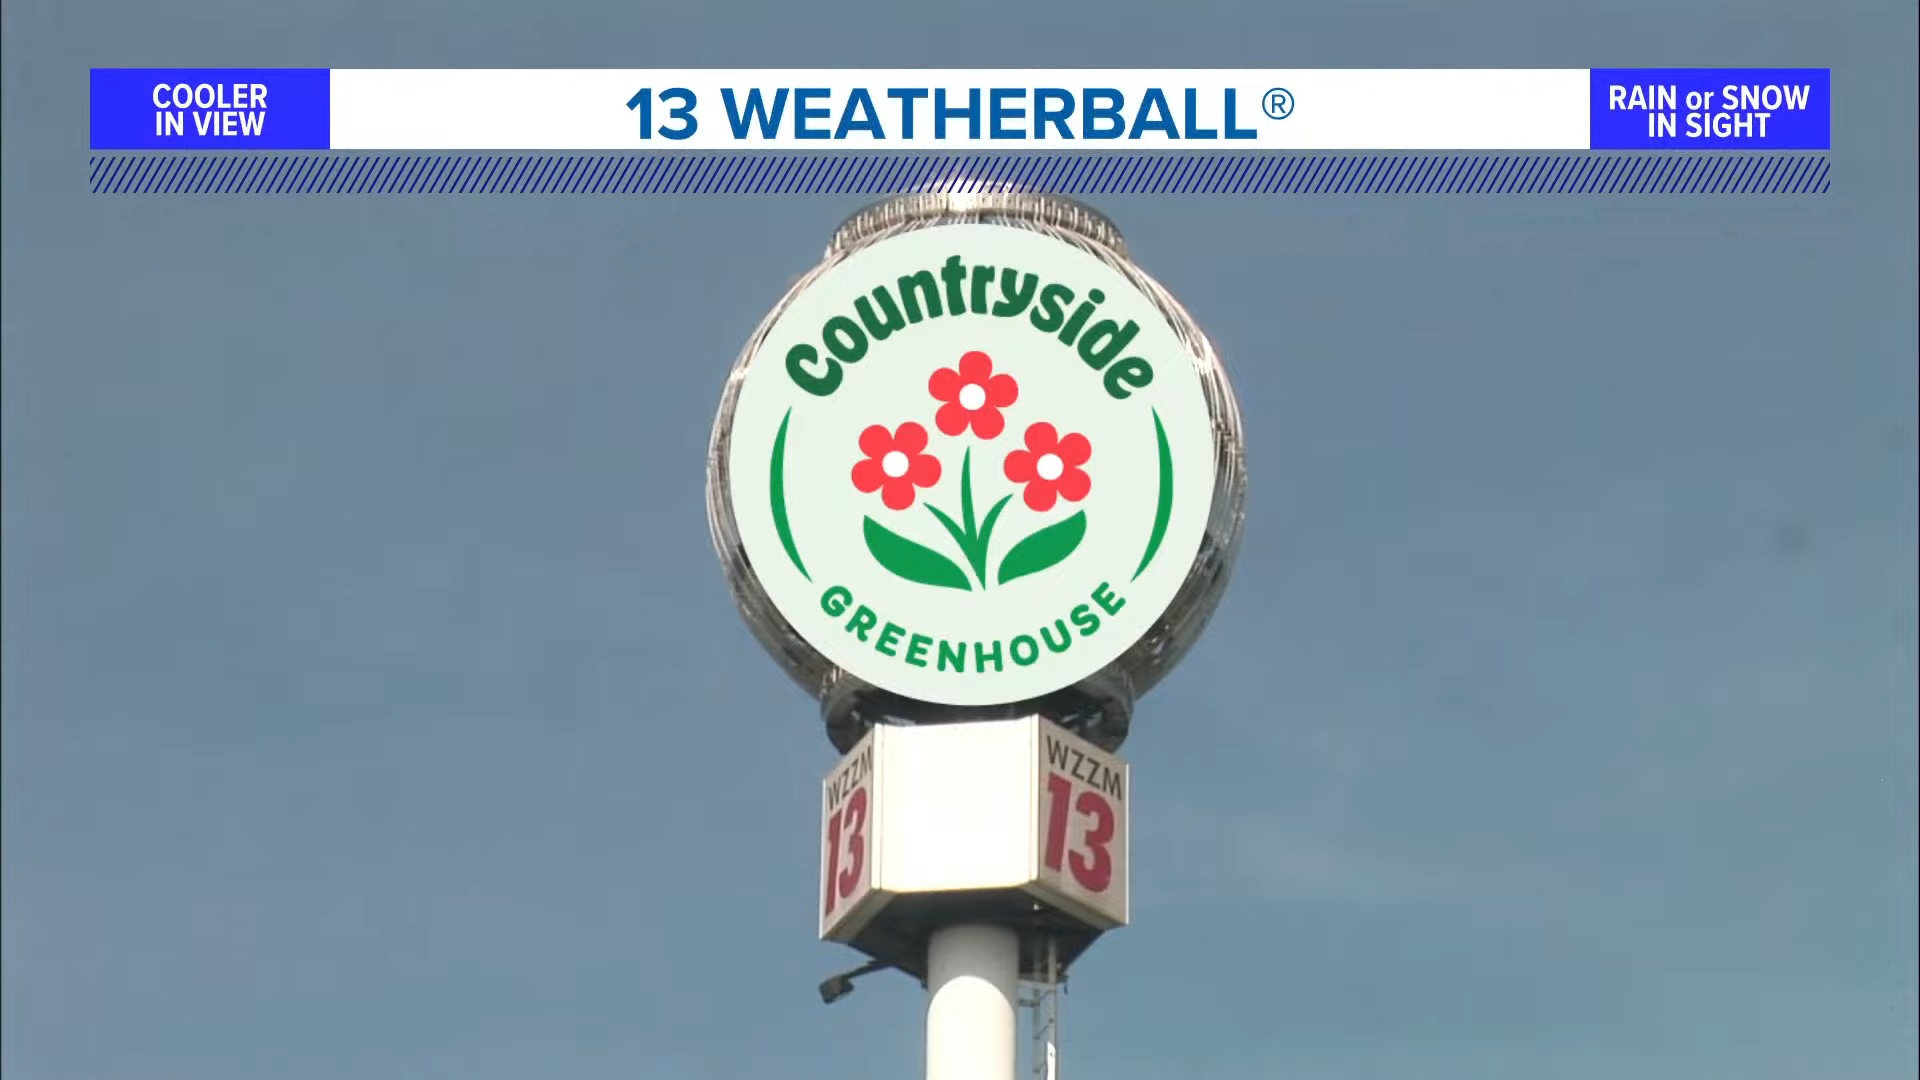 COOLER
IN VIEW
13 WEATHERBALL®
RAIN or SNOW
IN SIGHT
Countryside
GREENHOUSE
WZZM
13
WZZM
13